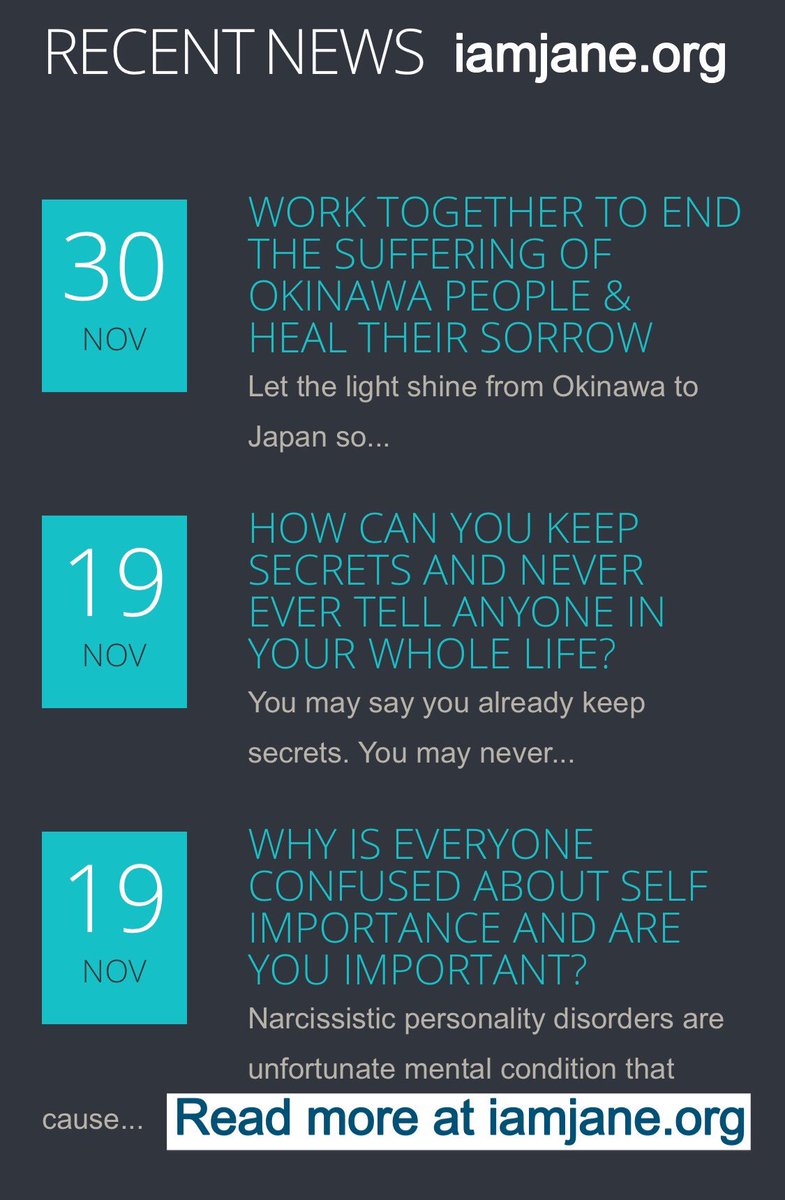 RECENT NEWS iamjane.org
30
NOV
WORK TOGETHER TO END
THE SUFFERING OF
OKINAWA PEOPLE &
HEAL THEIR SORROW
Let the light shine from Okinawa to
Japan so...
19
NOV
HOW CAN YOU KEEP
SECRETS AND NEVER
EVER TELL ANYONE IN
YOUR WHOLE LIFE?
You may say you already keep
secrets. You may never...
19
NOV
WHY IS EVERYONE
CONFUSED ABOUT SELF
IMPORTANCE AND ARE
YOU IMPORTANT?
Narcissistic personality disorders are
unfortunate mental condition that
cause... Read more at iamjane.org